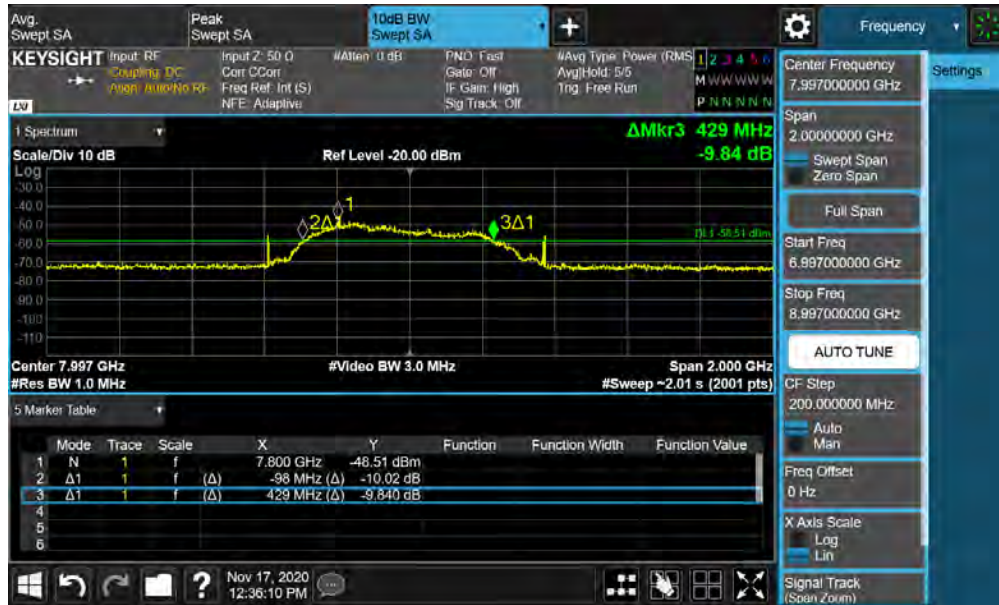 Avg.
Swept SA
Peak
Swept SA
10dB BW
Swept SA
Frequency
KEYSIGHT
Input: RF
Coupling: DC
Align: Auto/No RF
Input Z: 50 Ω
Corr CCorr
Freq Ref: Int (S)
NFE: Adaptive
#Atten: 0 dB
PNO: Fast
Gate: Off
IF Gain: High
Sig Track: Off
#Avg Type: Power (RMS
Avg|Hold: 5/5
Trig: Free Run
1 2 3 4 5 6
M W W W W W
P N N N N N
LXI
1 Spectrum
Scale/Div 10 dB
Ref Level -20.00 dBm
ΔMkr3 429 MHz
-9.84 dB
Log
-30.0
-40.0
-50.0
-60.0
-70.0
-80.0
-90.0
-100
-110
2Δ1
1
3Δ1
DL1 -58.51 dBm
Center 7.997 GHz
#Res BW 1.0 MHz
#Video BW 3.0 MHz
Span 2.000 GHz
#Sweep ~2.01 s (2001 pts)
5 Marker Table
Mode Trace Scale X Y Function Function Width Function Value
1 N 1 f 7.800 GHz -48.51 dBm
2 Δ1 1 f (Δ) -98 MHz (Δ) -10.02 dB
3 Δ1 1 f (Δ) 429 MHz (Δ) -9.840 dB
4
5
6
Nov 17, 2020
12:36:10 PM
Center Frequency
7.997000000 GHz
Settings
Span
2.00000000 GHz
Swept Span
Zero Span
Full Span
Start Freq
6.997000000 GHz
Stop Freq
8.997000000 GHz
AUTO TUNE
CF Step
200.000000 MHz
Auto
Man
Freq Offset
0 Hz
X Axis Scale
Log
Lin
Signal Track
(Span Zoom)